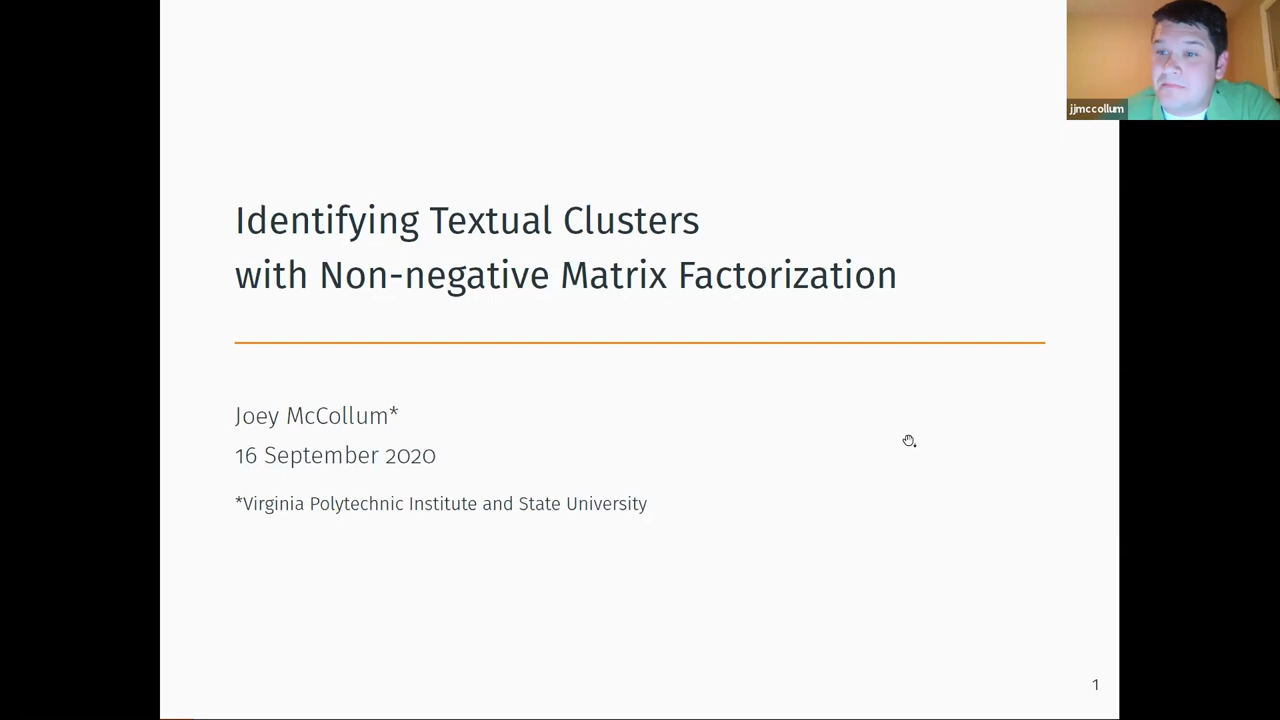 jjmccollum
Identifying Textual Clusters
with Non-negative Matrix Factorization
Joey McCollum*
16 September 2020
*Virginia Polytechnic Institute and State University
1